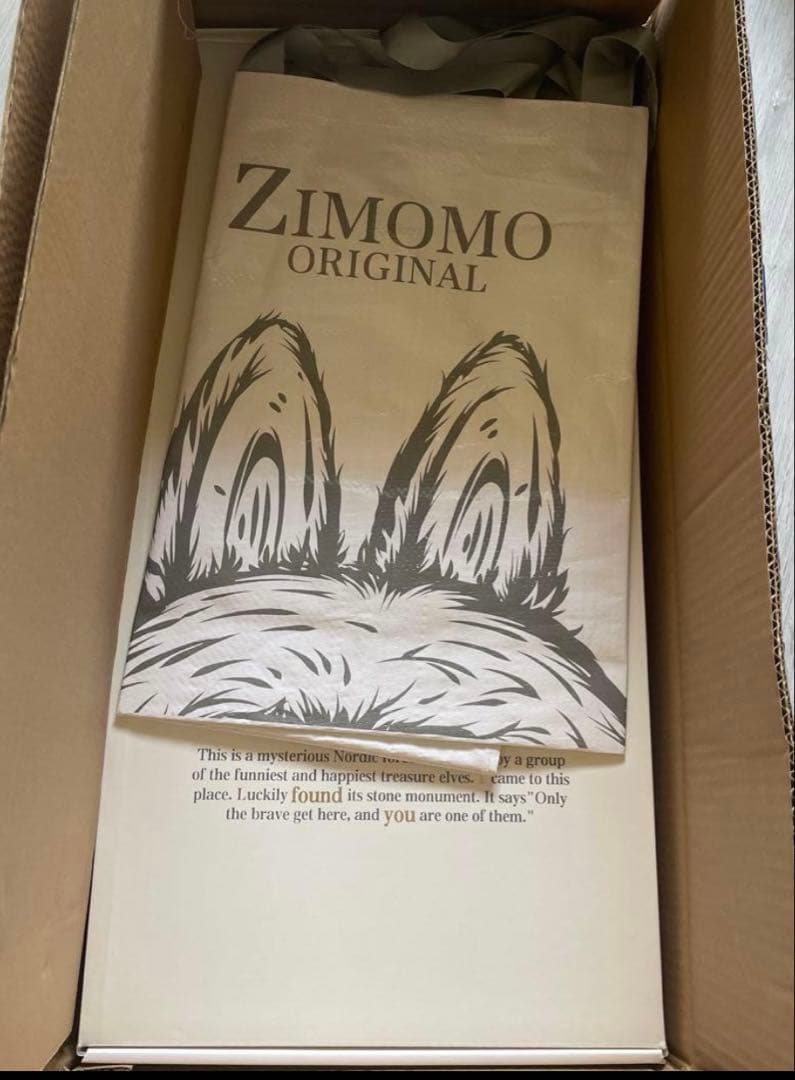 ZIMOMO
ORIGINAL
This is a mysterious Nordic by a group
of the funniest and happiest treasure elves. came to this
place. Luckily found its stone monument. It says"Only
the brave get here, and you are one of them."